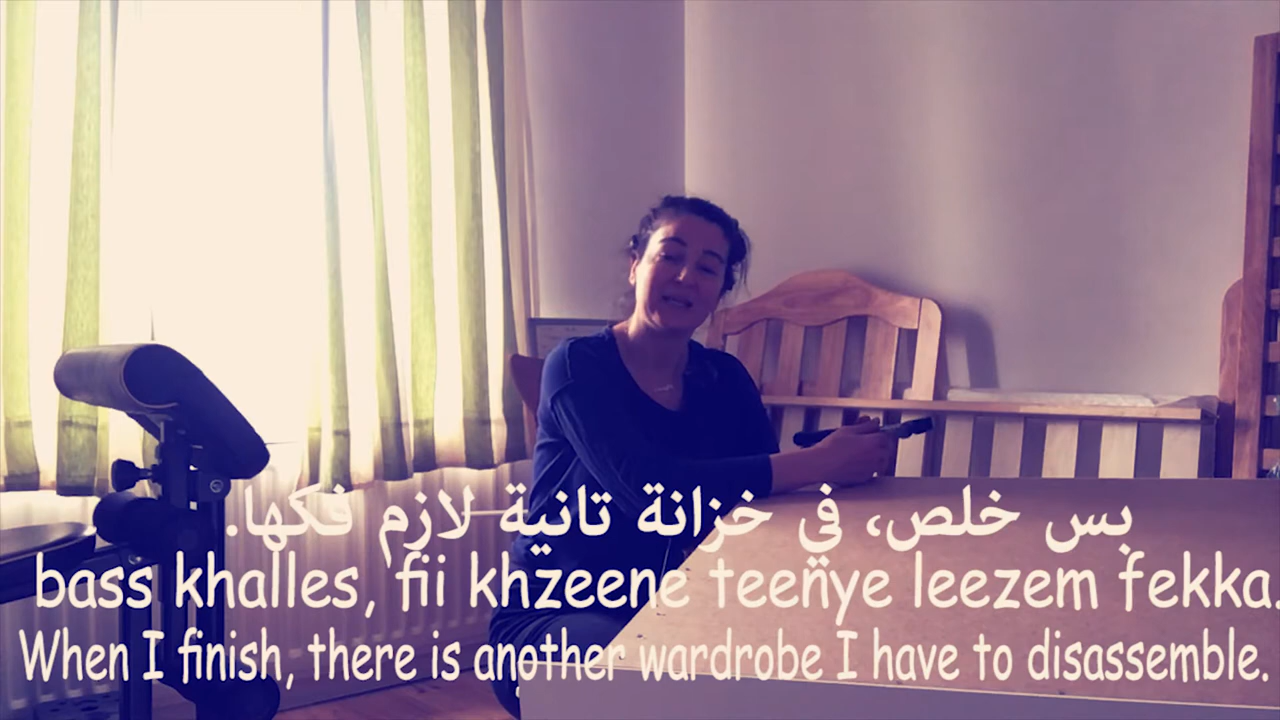 بس خلص، في خزانة تانية لازم فكها.
bass khalles, fii khzeene teenye leezem fekka.
When I finish, there is another wardrobe I have to disassemble.